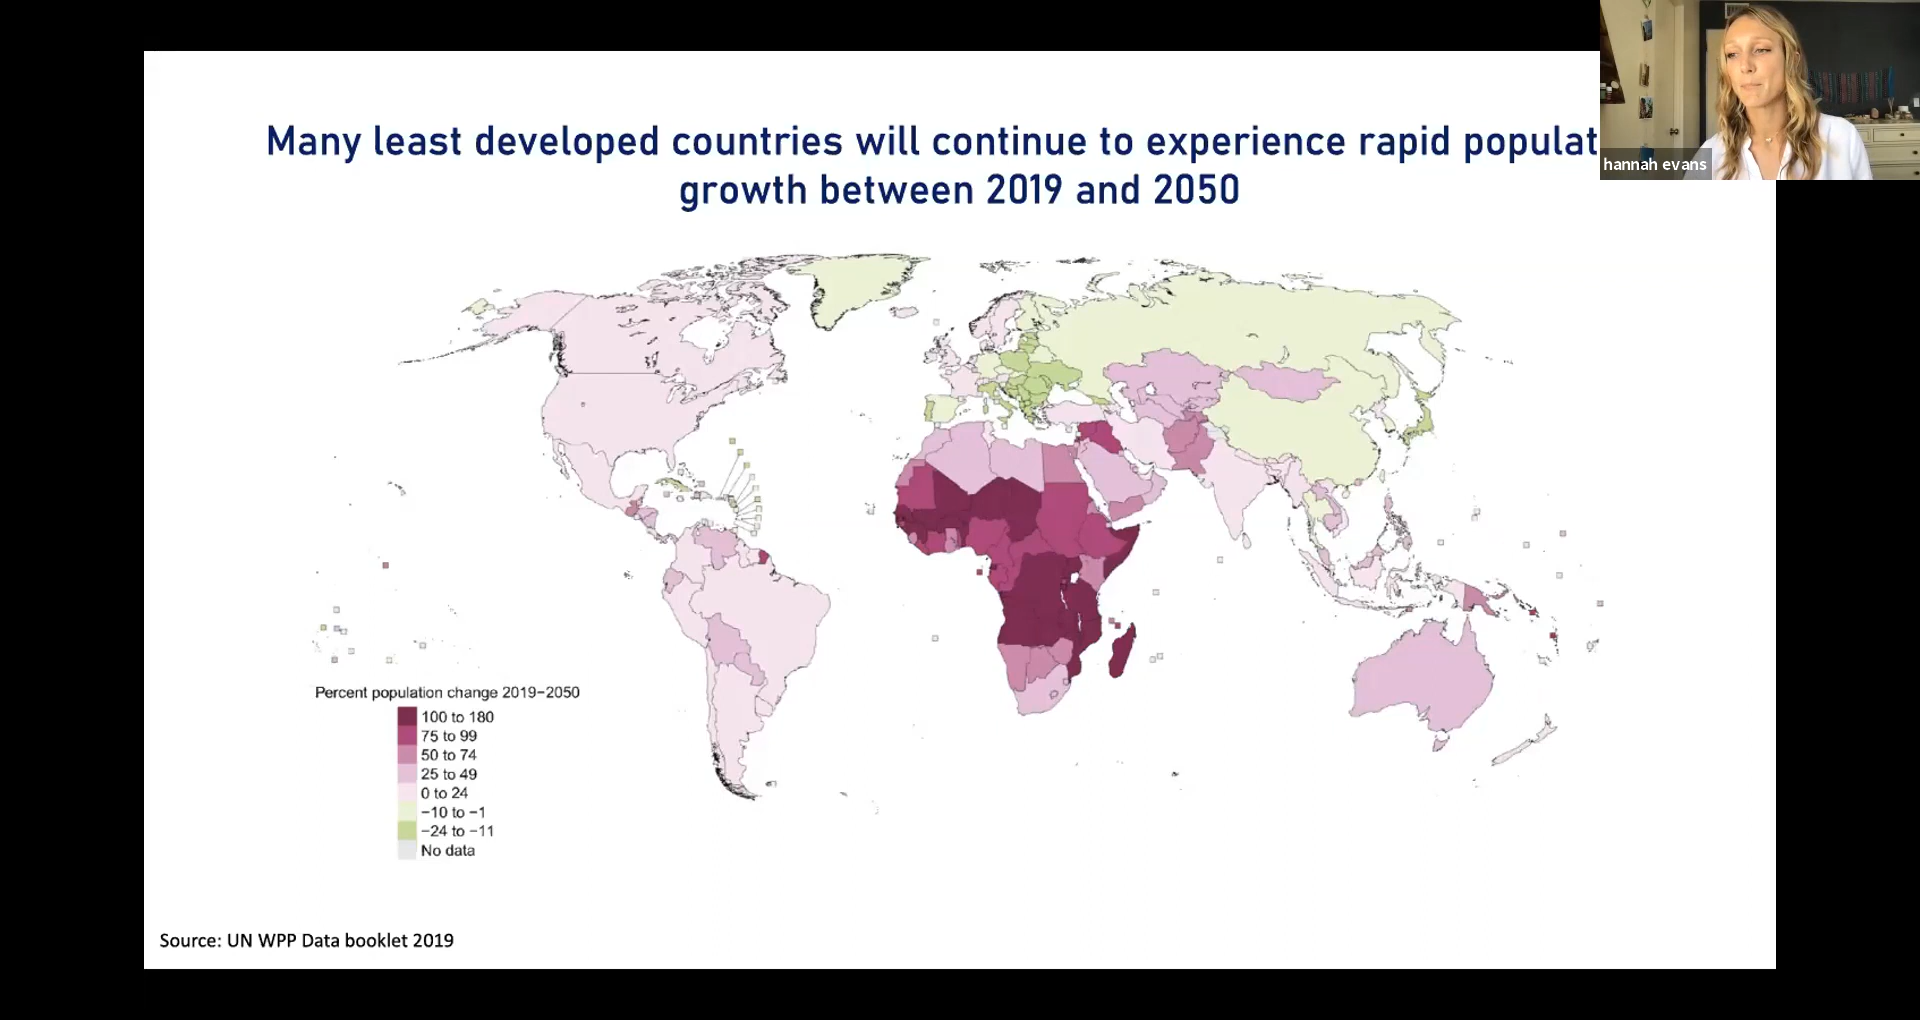 Many least developed countries will continue to experience rapid populat
growth between 2019 and 2050
hannah evans
Percent population change 2019−2050
100 to 180
75 to 99
50 to 74
25 to 49
0 to 24
−10 to −1
−24 to −11
No data
Source: UN WPP Data booklet 2019